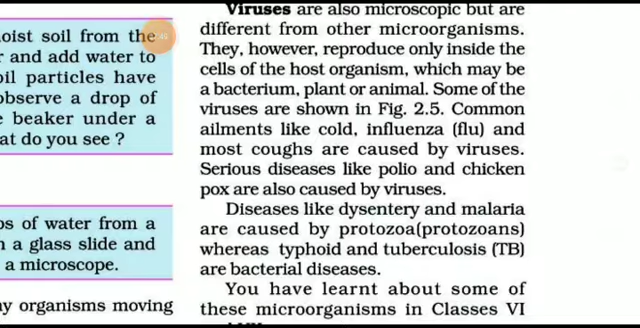 oist soil from the
r and add water to
oil particles have
observe a drop of
e beaker under a
at do you see ?
ps of water from a
n a glass slide and
a microscope.
ny organisms moving
Viruses are also microscopic but are
different from other microorganisms.
They, however, reproduce only inside the
cells of the host organism, which may be
a bacterium, plant or animal. Some of the
viruses are shown in Fig. 2.5. Common
ailments like cold, influenza (flu) and
most coughs are caused by viruses.
Serious diseases like polio and chicken
pox are also caused by viruses.
Diseases like dysentery and malaria
are caused by protozoa(protozoans)
whereas typhoid and tuberculosis (TB)
are bacterial diseases.
You have learnt about some of
these microorganisms in Classes VI